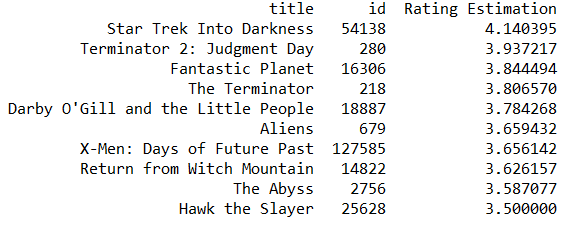 title id Rating Estimation
Star Trek Into Darkness 54138 4.140395
Terminator 2: Judgment Day 280 3.937217
Fantastic Planet 16306 3.844494
The Terminator 218 3.806570
Darby O'Gill and the Little People 18887 3.784268
Aliens 679 3.659432
X-Men: Days of Future Past 127585 3.656142
Return from Witch Mountain 14822 3.626157
The Abyss 2756 3.587077
Hawk the Slayer 25628 3.500000